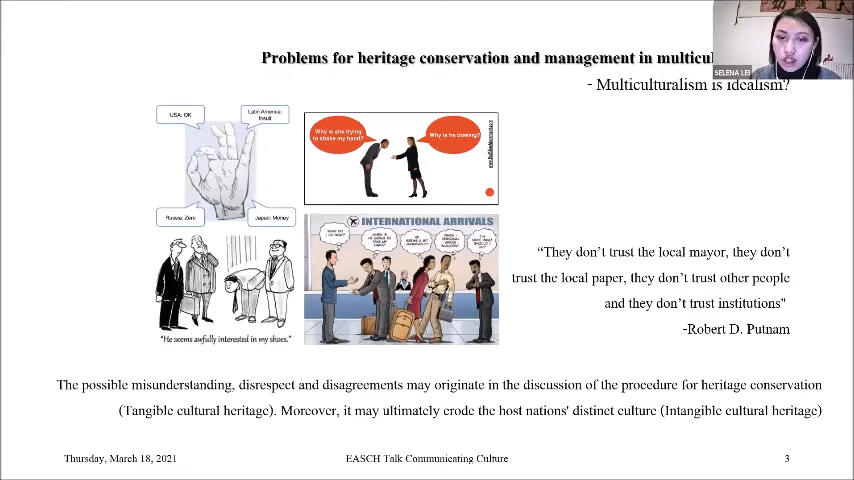 Problems for heritage conservation and management in
SELENA LEI
- Multiculturalism is Idealism?
USA: OK
Latin America:
Insult
Russia: Zero
Japan: Money
Why is she trying
to shake my hand?
Why is he bowing?
INTERNATIONAL ARRIVALS
WHAT DO
I DO NOW?
"He seems awfully interested in my shoes."
“They don’t trust the local mayor, they don’t
trust the local paper, they don’t trust other people
and they don’t trust institutions"
-Robert D. Putnam
The possible misunderstanding, disrespect and disagreements may originate in the discussion of the procedure for heritage conservation
(Tangible cultural heritage). Moreover, it may ultimately erode the host nations' distinct culture (Intangible cultural heritage)
Thursday, March 18, 2021
EASCH Talk Communicating Culture
3